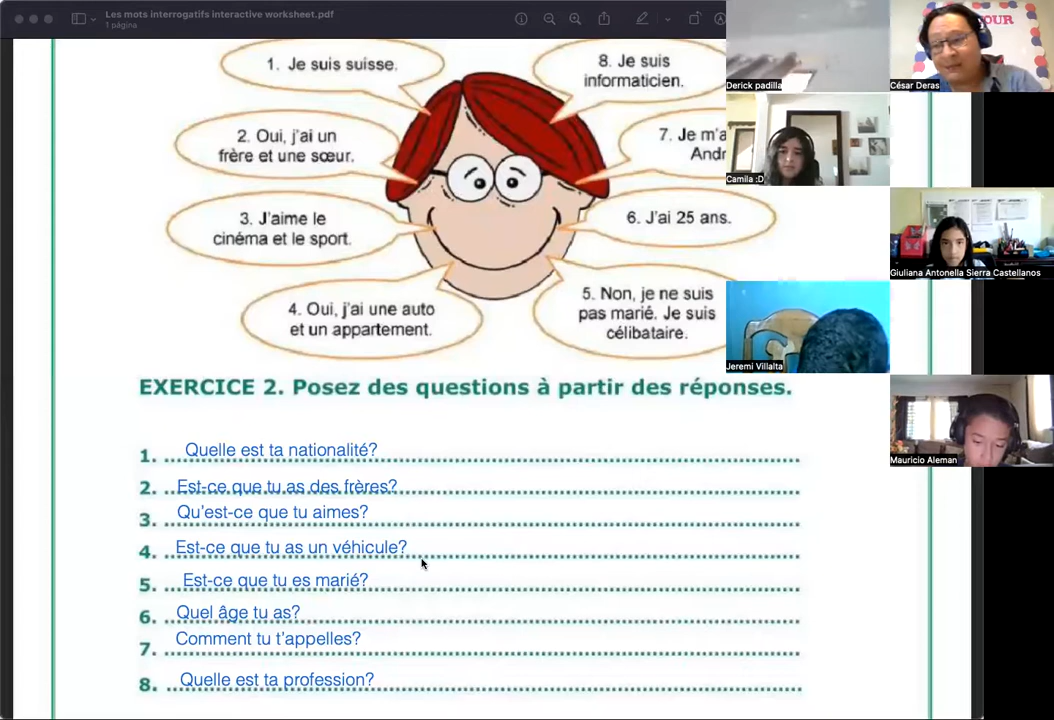 Les mots interrogatifs interactive worksheet.pdf
1 página
1. Je suis suisse.
8. Je suis
informaticien.
2. Oui, j'ai un
frère et une sœur.
7. Je m'a
Andr
3. J'aime le
cinéma et le sport.
6. J'ai 25 ans.
4. Oui, j'ai une auto
et un appartement.
5. Non, je ne suis
pas marié. Je suis
célibataire.
EXERCICE 2. Posez des questions à partir des réponses.
1. Quelle est ta nationalité?
2. Est-ce que tu as des frères?
3. Qu'est-ce que tu aimes?
4. Est-ce que tu as un véhicule?
5. Est-ce que tu es marié?
6. Quel âge tu as?
7. Comment tu t'appelles?
8. Quelle est ta profession?
Derick padilla
OUR
César Deras
Camila :D
Giuliana Antonella Sierra Castellanos
Jeremi Villalta
Mauricio Aleman